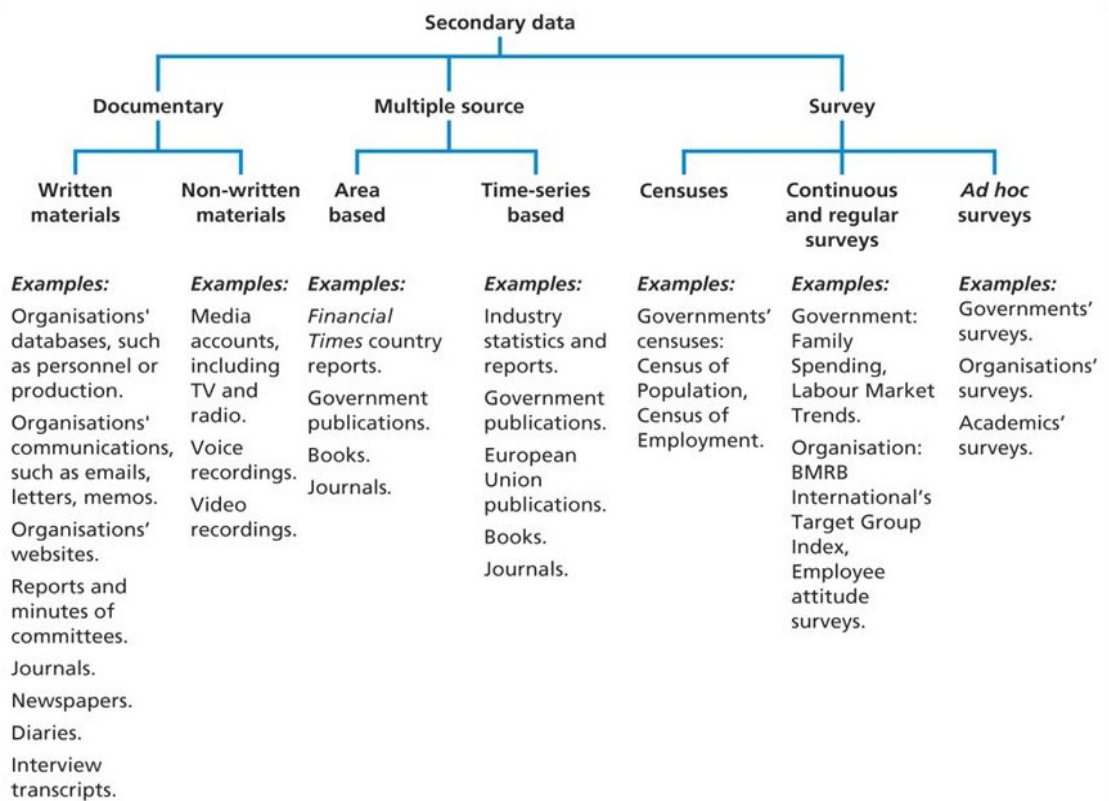 Secondary data
Documentary
Multiple source
Survey
Written
materials
Non-written
materials
Area
based
Time-series
based
Censuses
Continuous
and regular
surveys
Ad hoc
surveys
Examples:
Organisations'
databases, such
as personnel or
production.
Organisations'
communications,
such as emails,
letters, memos.
Organisations’
websites.
Reports and
minutes of
committees.
Journals.
Newspapers.
Diaries.
Interview
transcripts.
Examples:
Media
accounts,
including
TV and
radio.
Voice
recordings.
Video
recordings.
Examples:
Financial
Times country
reports.
Government
publications.
Books.
Journals.
Examples:
Industry
statistics and
reports.
Government
publications.
European
Union
publications.
Books.
Journals.
Examples:
Governments’
censuses:
Census of
Population,
Census of
Employment.
Examples:
Government:
Family
Spending,
Labour Market
Trends.
Organisation:
BMRB
International’s
Target Group
Index,
Employee
attitude
surveys.
Examples:
Governments’
surveys.
Organisations’
surveys.
Academics’
surveys.